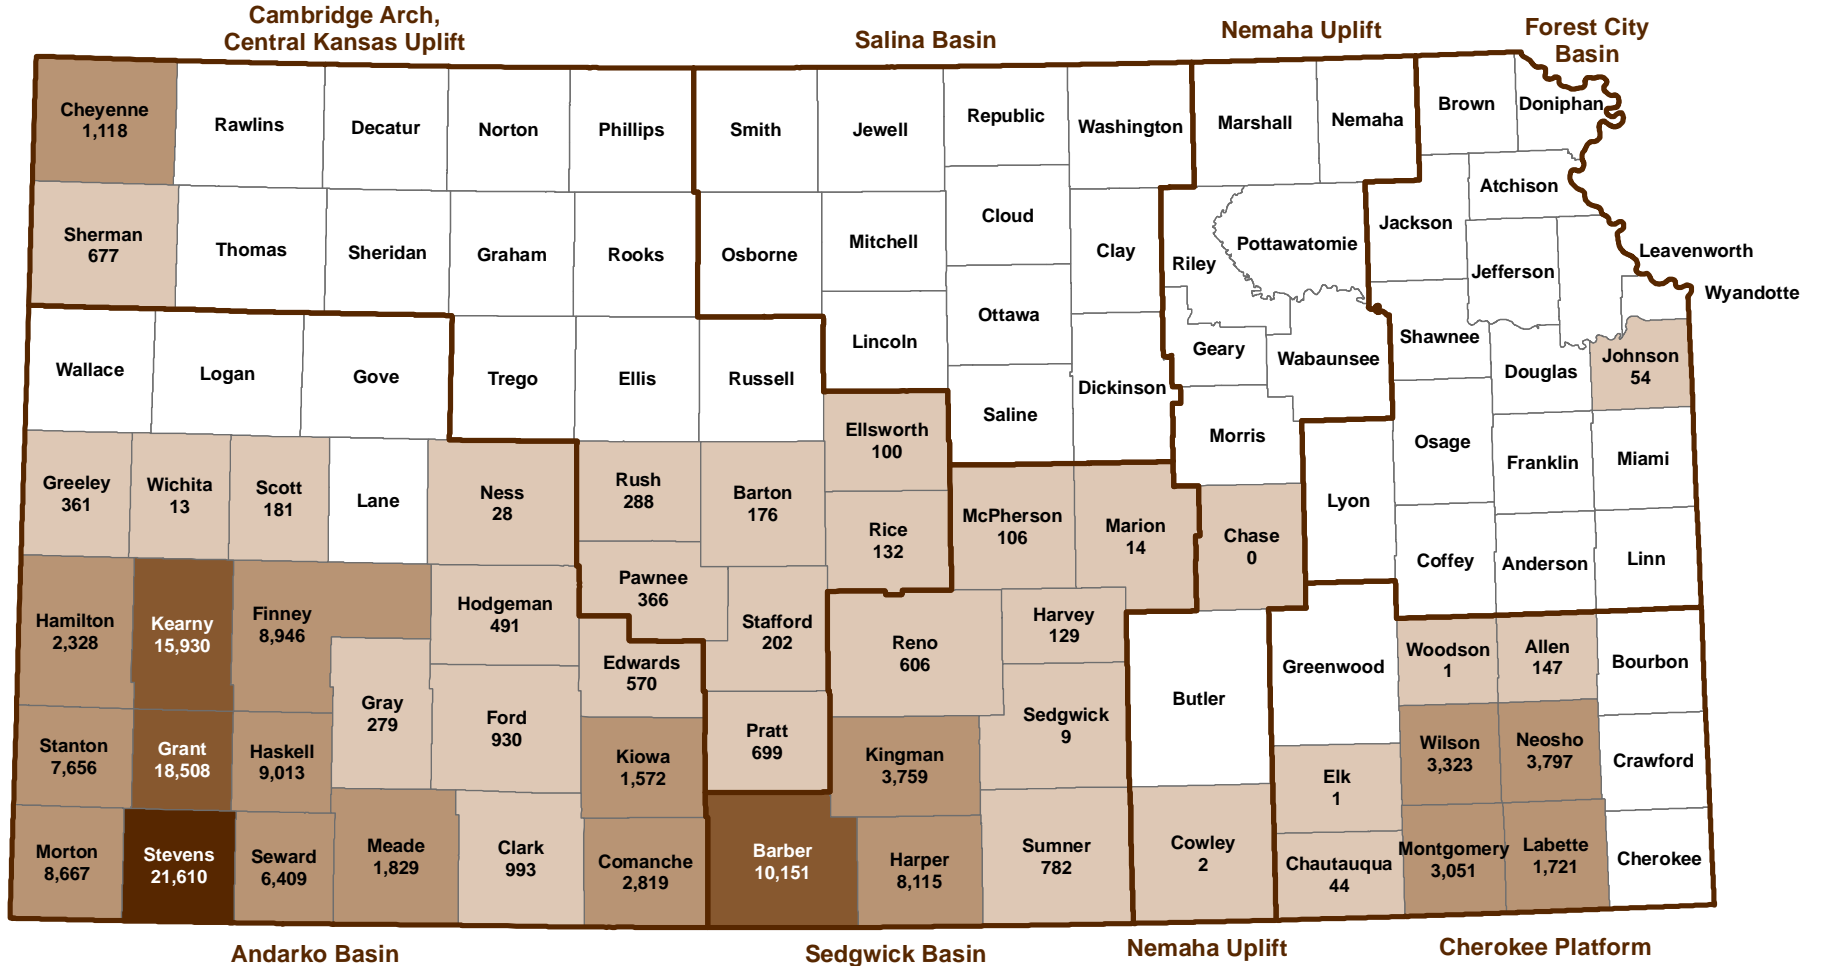 Cambridge Arch,
Central Kansas Uplift
Salina Basin
Nemaha Uplift
Forest City
Basin
Cheyenne
1,118
Rawlins
Decatur
Norton
Phillips
Smith
Jewell
Republic
Washington
Marshall
Nemaha
Brown
Doniphan
Atchison
Sherman
677
Thomas
Sheridan
Graham
Rooks
Osborne
Mitchell
Cloud
Clay
Riley
Pottawatomie
Jackson
Jefferson
Leavenworth
Wyandotte
Wallace
Logan
Gove
Trego
Ellis
Russell
Lincoln
Ottawa
Saline
Dickinson
Geary
Wabaunsee
Morris
Shawnee
Douglas
Johnson
54
Greeley
361
Wichita
13
Scott
181
Lane
Ness
28
Rush
288
Barton
176
Ellsworth
100
Rice
132
McPherson
106
Marion
14
Chase
0
Lyon
Osage
Franklin
Miami
Coffey
Anderson
Linn
Hamilton
2,328
Kearny
15,930
Finney
8,946
Hodgeman
491
Pawnee
366
Stafford
202
Edwards
570
Reno
606
Harvey
129
Sedgwick
9
Butler
Greenwood
Woodson
1
Allen
147
Bourbon
Stanton
7,656
Grant
18,508
Haskell
9,013
Gray
279
Ford
930
Kiowa
1,572
Pratt
699
Kingman
3,759
Elk
1
Wilson
3,323
Neosho
3,797
Crawford
Morton
8,667
Stevens
21,610
Seward
6,409
Meade
1,829
Clark
993
Comanche
2,819
Barber
10,151
Harper
8,115
Sumner
782
Cowley
2
Chautauqua
44
Montgomery
3,051
Labette
1,721
Cherokee
Andarko Basin
Sedgwick Basin
Nemaha Uplift
Cherokee Platform